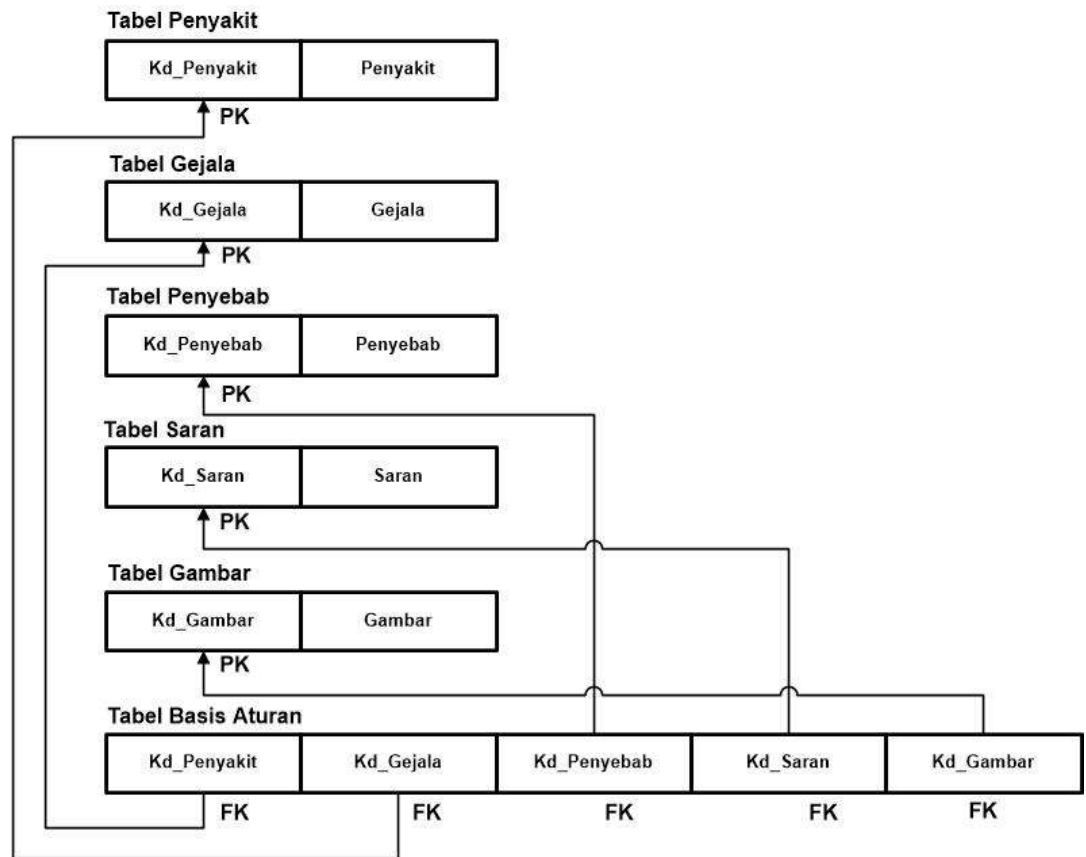 Tabel Penyakit
Kd_Penyakit Penyakit
PK
Tabel Gejala
Kd_Gejala Gejala
PK
Tabel Penyebab
Kd_Penyebab Penyebab
PK
Tabel Saran
Kd_Saran Saran
PK
Tabel Gambar
Kd_Gambar Gambar
PK
Tabel Basis Aturan
Kd_Penyakit Kd_Gejala Kd_Penyebab Kd_Saran Kd_Gambar
FK FK FK FK FK